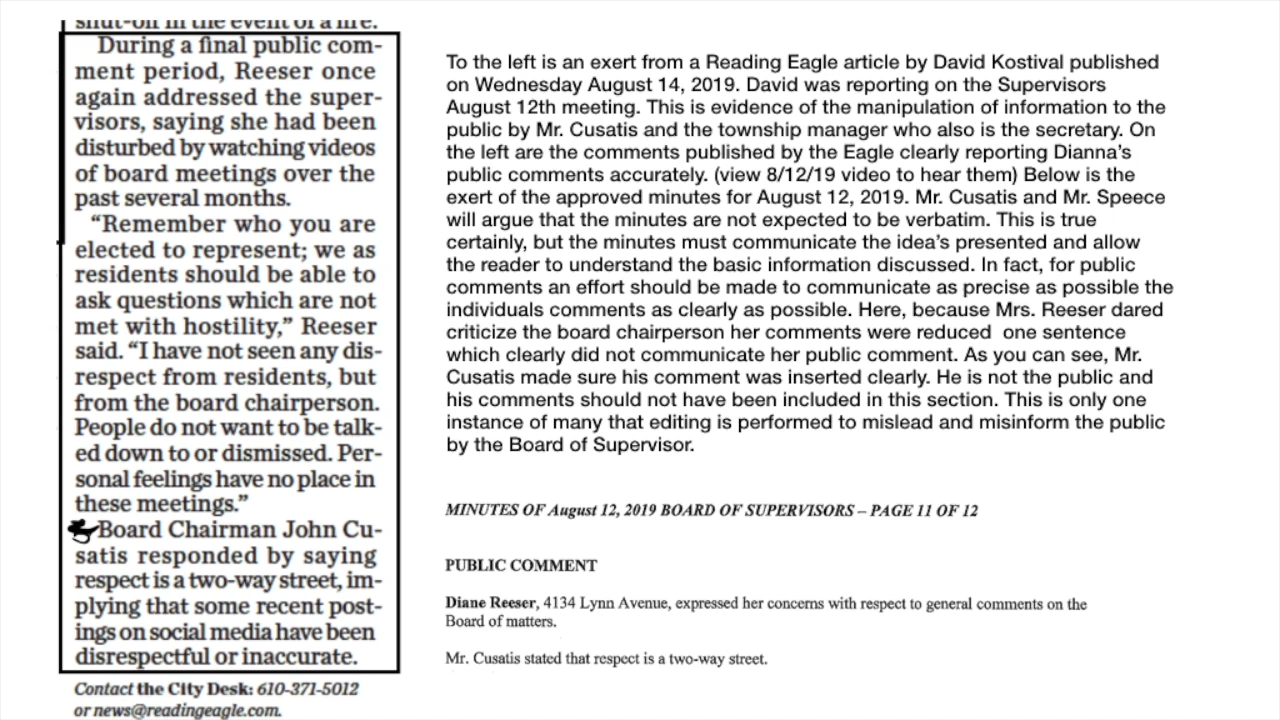 shut-off in the event of a fire.
During a final public com-
ment period, Reeser once
again addressed the super-
visors, saying she had been
disturbed by watching videos
of board meetings over the
past several months.
“Remember who you are
elected to represent; we as
residents should be able to
ask questions which are not
met with hostility,” Reeser
said. “I have not seen any dis-
respect from residents, but
from the board chairperson.
People do not want to be talk-
ed down to or dismissed. Per-
sonal feelings have no place in
these meetings.”
Board Chairman John Cu-
satis responded by saying
respect is a two-way street, im-
plying that some recent post-
ings on social media have been
disrespectful or inaccurate.
Contact the City Desk: 610-371-5012
or news@readingeagle.com.
To the left is an exert from a Reading Eagle article by David Kostival published
on Wednesday August 14, 2019. David was reporting on the Supervisors
August 12th meeting. This is evidence of the manipulation of information to the
public by Mr. Cusatis and the township manager who also is the secretary. On
the left are the comments published by the Eagle clearly reporting Dianna’s
public comments accurately. (view 8/12/19 video to hear them) Below is the
exert of the approved minutes for August 12, 2019. Mr. Cusatis and Mr. Speece
will argue that the minutes are not expected to be verbatim. This is true
certainly, but the minutes must communicate the idea’s presented and allow
the reader to understand the basic information discussed. In fact, for public
comments an effort should be made to communicate as precise as possible the
individuals comments as clearly as possible. Here, because Mrs. Reeser dared
criticize the board chairperson her comments were reduced  one sentence
which clearly did not communicate her public comment. As you can see, Mr.
Cusatis made sure his comment was inserted clearly. He is not the public and
his comments should not have been included in this section. This is only one
instance of many that editing is performed to mislead and misinform the public
by the Board of Supervisor.
MINUTES OF August 12, 2019 BOARD OF SUPERVISORS – PAGE 11 OF 12
PUBLIC COMMENT
Diane Reeser, 4134 Lynn Avenue, expressed her concerns with respect to general comments on the
Board of matters.
Mr. Cusatis stated that respect is a two-way street.